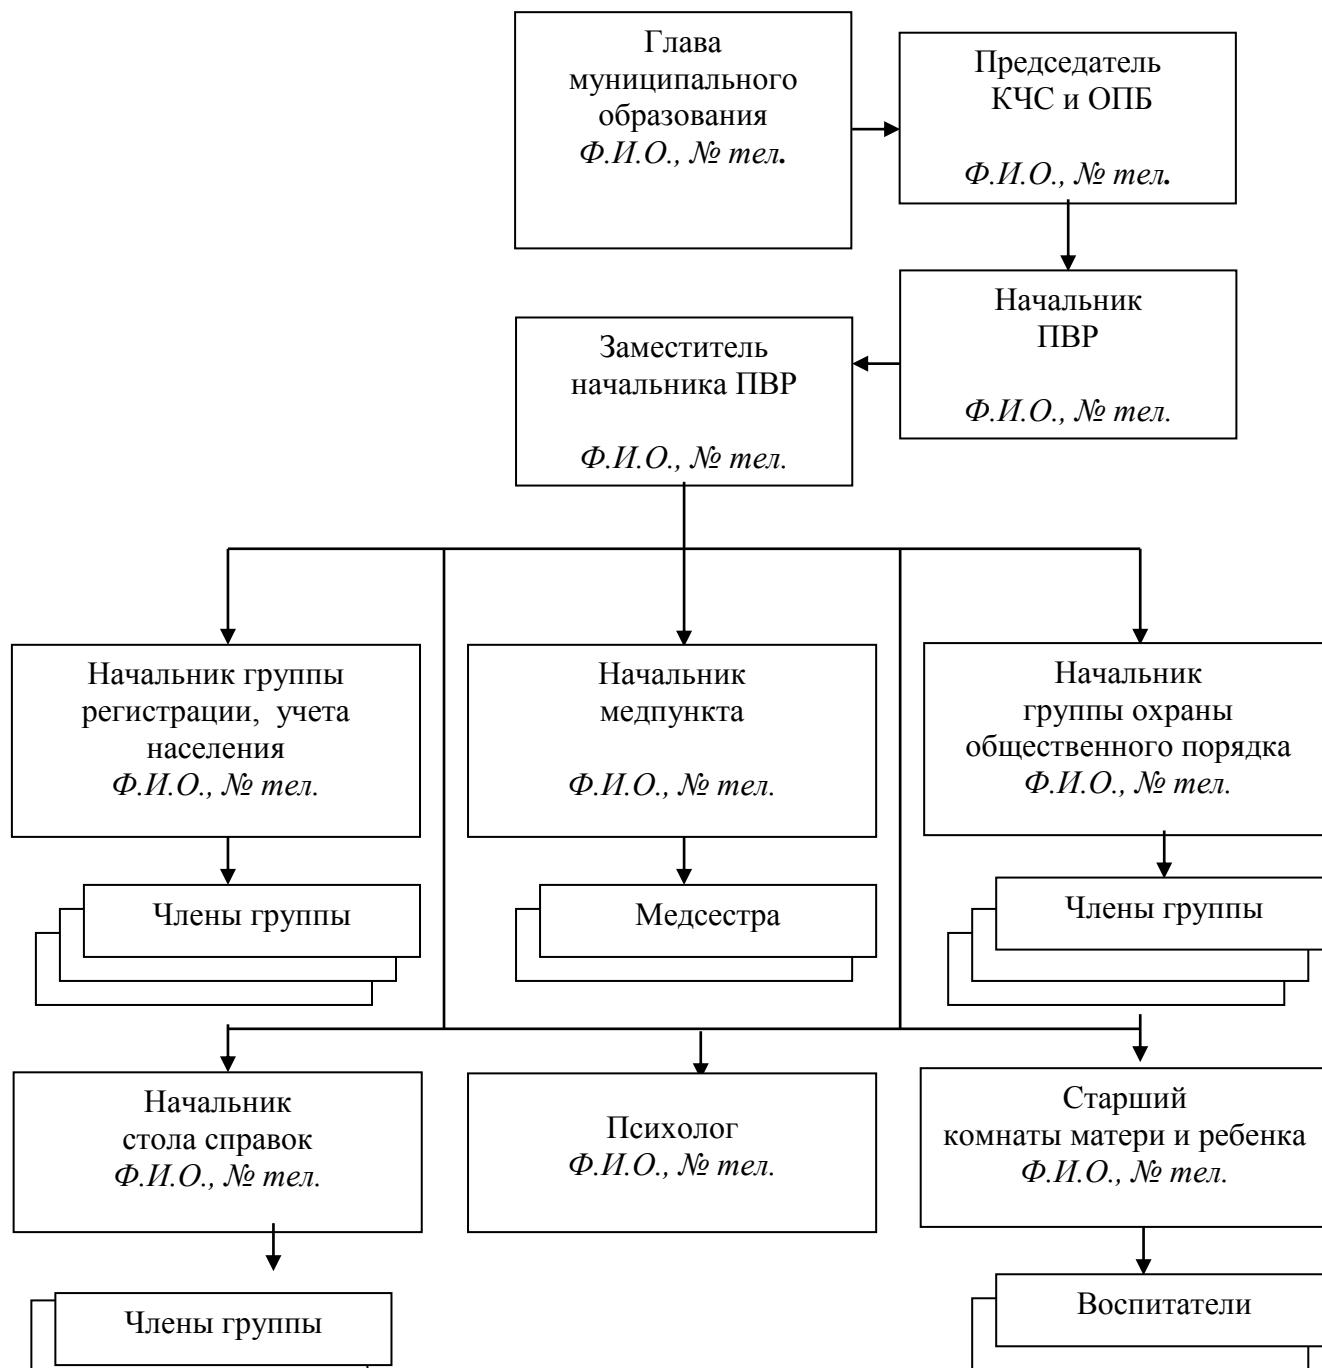 Глава
муниципального
образования
Ф.И.О., № тел.
Председатель
КЧС и ОПБ
Ф.И.О., № тел.
Начальник
ПВР
Ф.И.О., № тел.
Заместитель
начальника ПВР
Ф.И.О., № тел.
Начальник группы
регистрации, учета
населения
Ф.И.О., № тел.
Начальник
медпункта
Ф.И.О., № тел.
Начальник
группы охраны
общественного порядка
Ф.И.О., № тел.
Члены группы
Медсестра
Члены группы
Начальник
стола справок
Ф.И.О., № тел.
Психолог
Ф.И.О., № тел.
Старший
комнаты матери и ребенка
Ф.И.О., № тел.
Члены группы
Воспитатели